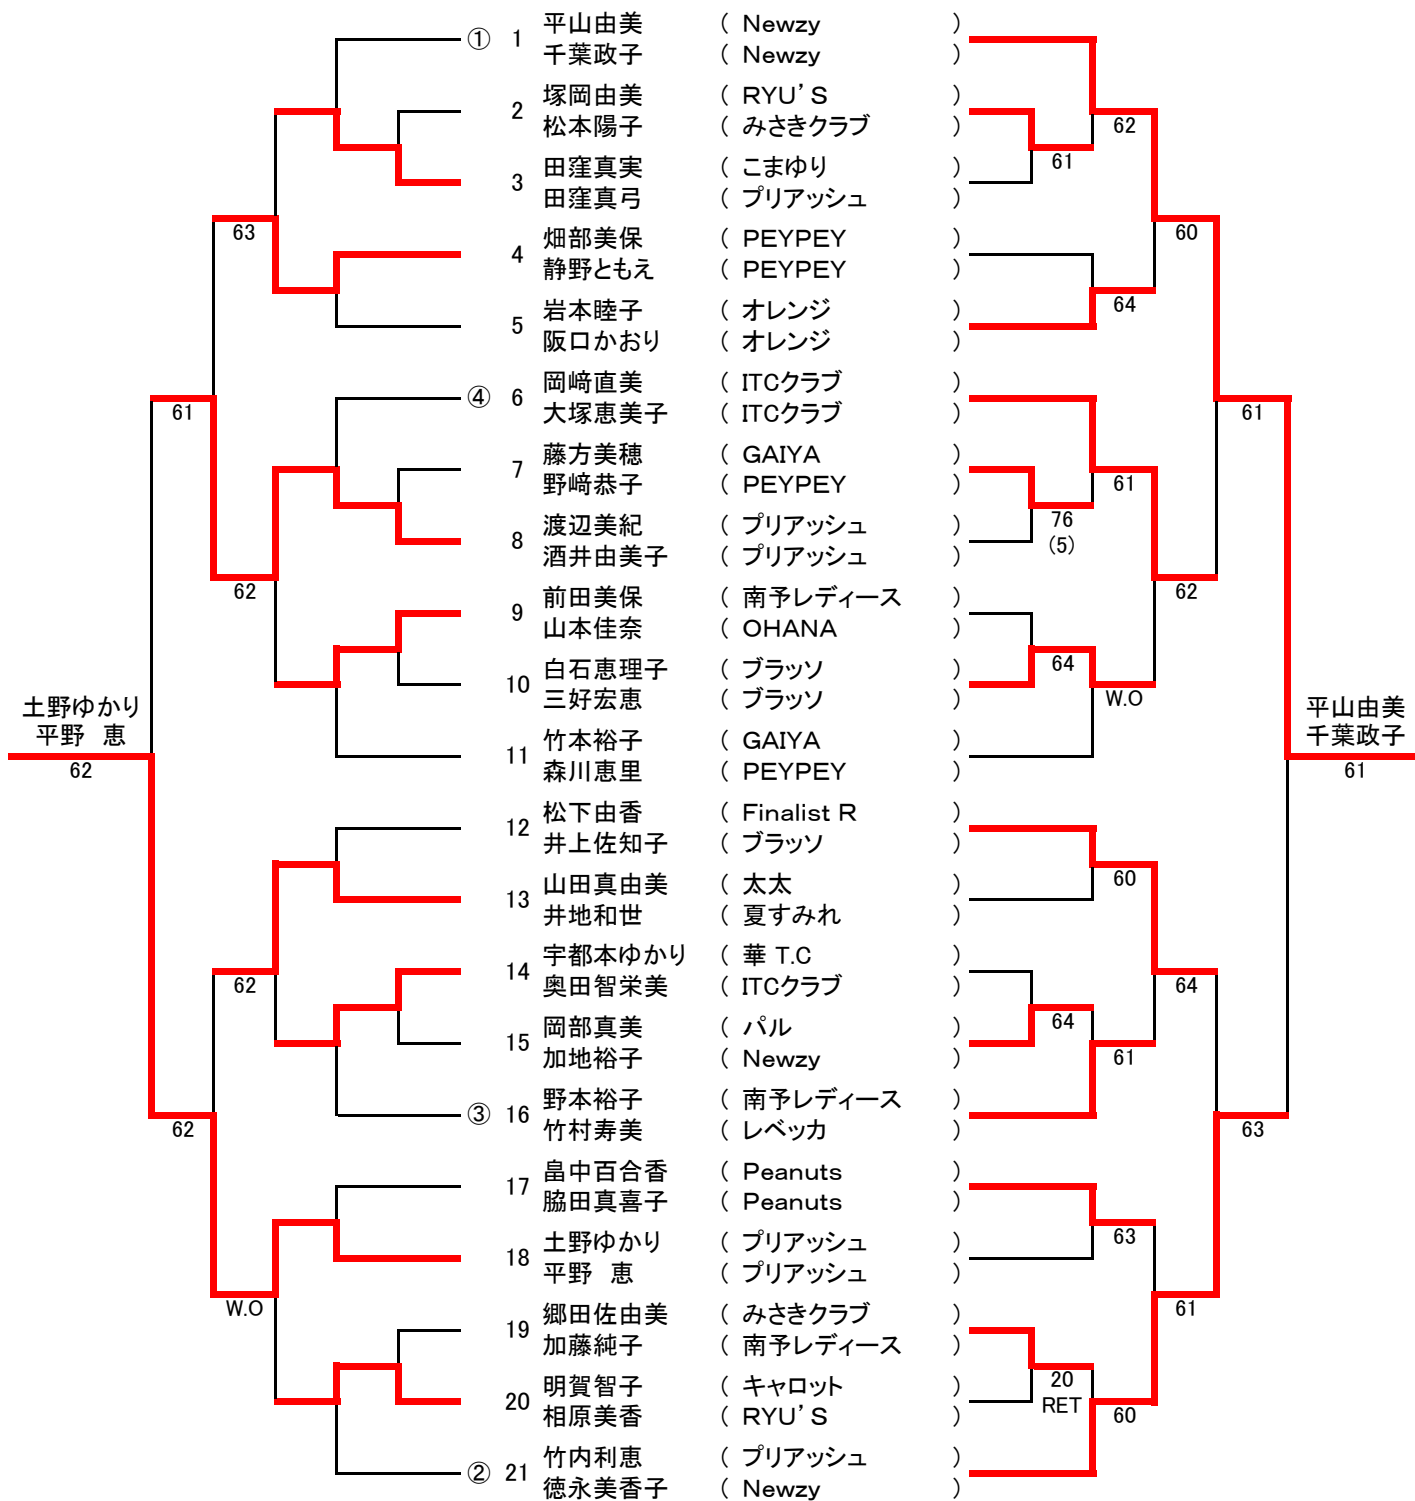 ① 1 平山由美 ( Newzy )
千葉政子 ( Newzy )
2 塚岡由美 ( RYU'S )
松本陽子 ( みさきクラブ )
62
61
3 田窪真実 ( こまゆり )
田窪真弓 ( プリアッシュ )
63
60
4 畑部美保 ( PEYPEY )
静野ともえ ( PEYPEY )
64
5 岩本睦子 ( オレンジ )
阪口かおり ( オレンジ )
④ 6 岡﨑直美 ( ITCクラブ )
大塚恵美子 ( ITCクラブ )
61
61
7 藤方美穂 ( GAIYA )
野﨑恭子 ( PEYPEY )
61
76
(5)
8 渡辺美紀 ( プリアッシュ )
酒井由美子 ( プリアッシュ )
62
62
9 前田美保 ( 南予レディース )
山本佳奈 ( OHANA )
64
10 白石恵理子 ( ブラッソ )
三好宏恵 ( ブラッソ )
W.O
土野ゆかり
平野 恵
62
平山由美
千葉政子
61
11 竹本裕子 ( GAIYA )
森川恵里 ( PEYPEY )
12 松下由香 ( Finalist R )
井上佐知子 ( ブラッソ )
60
13 山田真由美 ( 太太 )
井地和世 ( 夏すみれ )
14 宇都本ゆかり ( 華 T.C )
奥田智栄美 ( ITCクラブ )
62
64
64
15 岡部真美 ( パル )
加地裕子 ( Newzy )
61
③ 16 野本裕子 ( 南予レディース )
竹村寿美 ( レベッカ )
62
63
17 畠中百合香 ( Peanuts )
脇田真喜子 ( Peanuts )
63
18 土野ゆかり ( プリアッシュ )
平野 恵 ( プリアッシュ )
W.O
61
19 郷田佐由美 ( みさきクラブ )
加藤純子 ( 南予レディース )
20
RET
20 明賀智子 ( キャロット )
相原美香 ( RYU'S )
60
② 21 竹内利恵 ( プリアッシュ )
徳永美香子 ( Newzy )